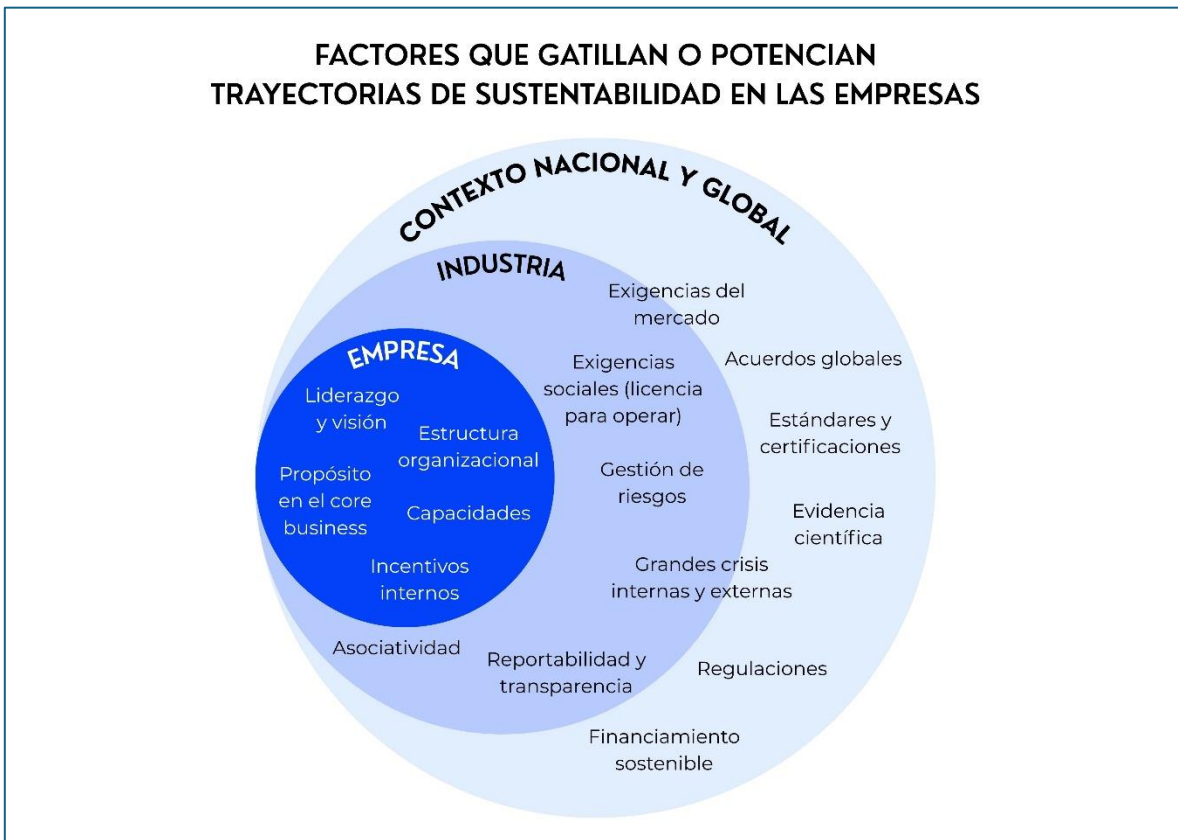 FACTORES QUE GATILLAN O POTENCIAN
TRAYECTORIAS DE SUSTENTABILIDAD EN LAS EMPRESAS
CONTEXTO NACIONAL Y GLOBAL
INDUSTRIA
EMPRESA
Liderazgo
y visión
Estructura
organizacional
Propósito
en el core
business
Capacidades
Incentivos
internos
Exigencias del
mercado
Exigencias
sociales (licencia
para operar)
Gestión de
riesgos
Grandes crisis
internas y externas
Asociatividad
Reportabilidad y
transparencia
Acuerdos globales
Estándares y
certificaciones
Evidencia
científica
Regulaciones
Financiamiento
sostenible